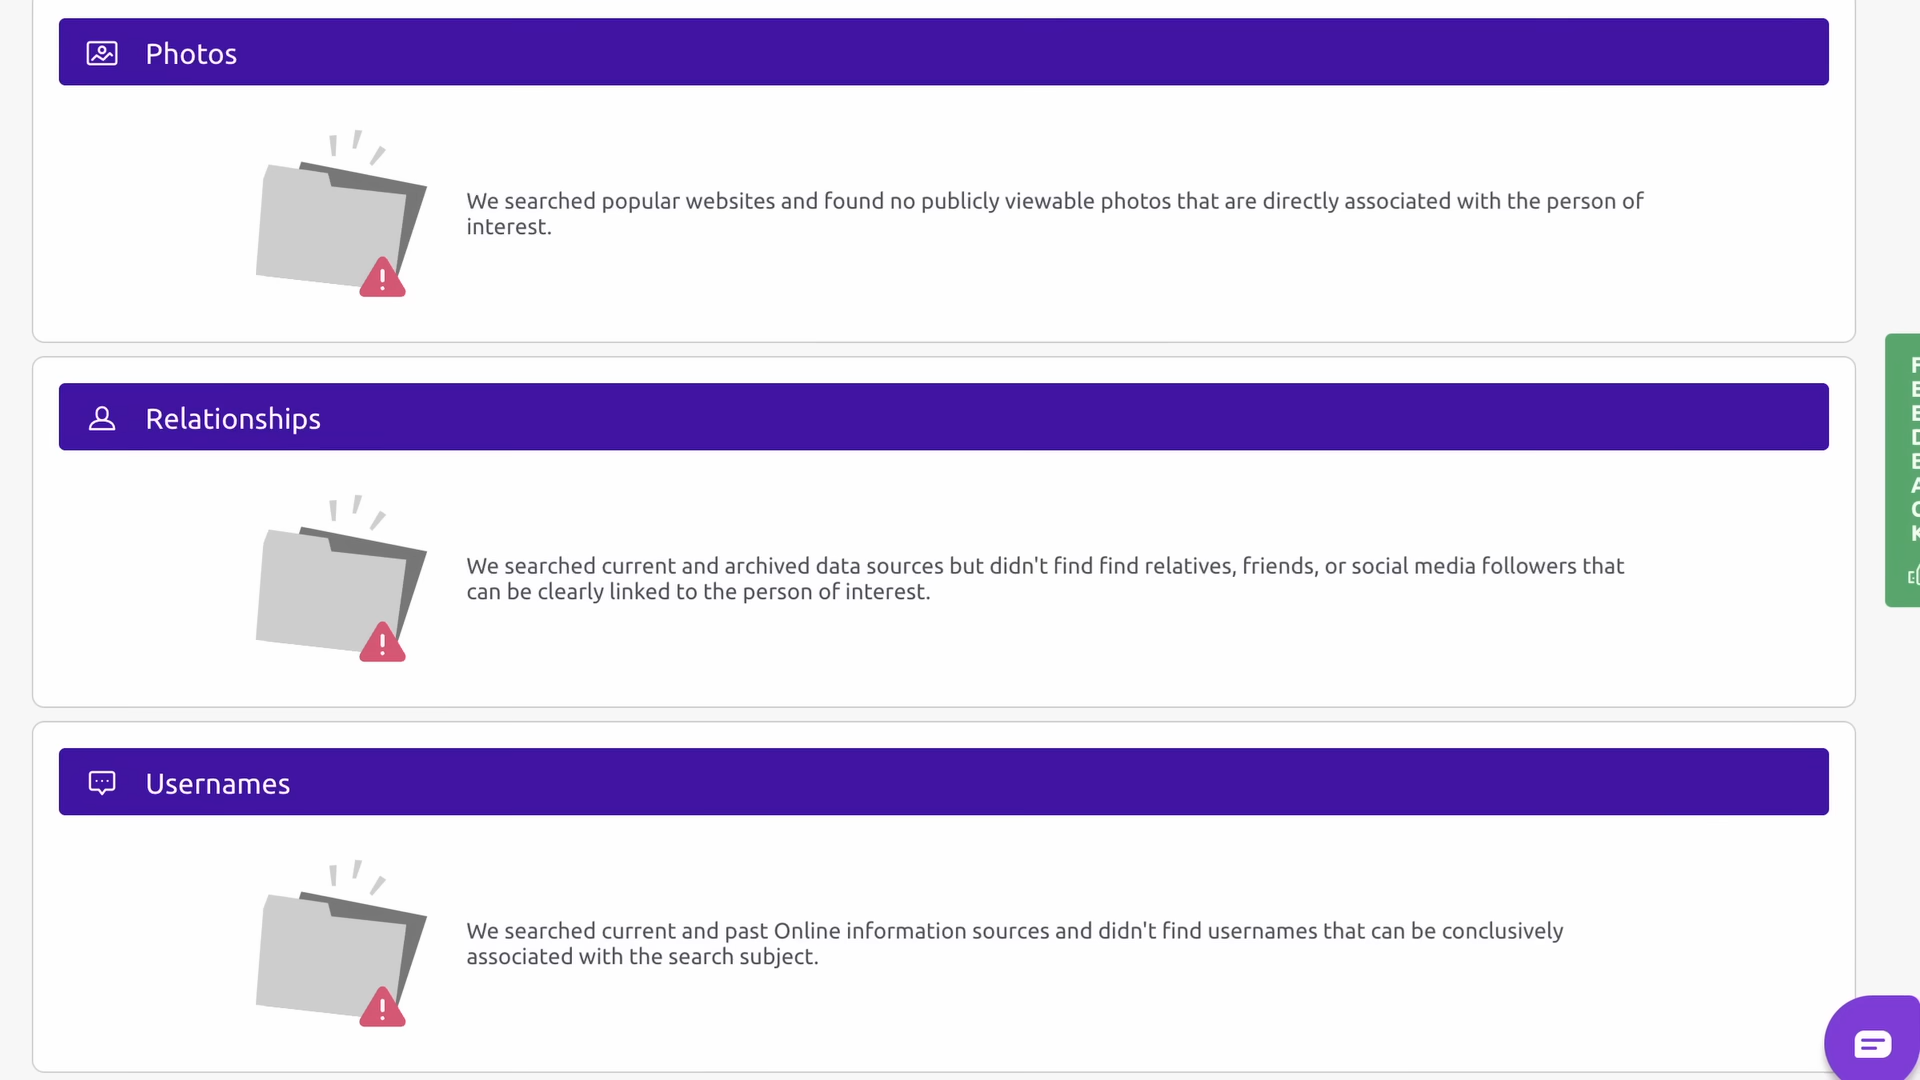 Photos
We searched popular websites and found no publicly viewable photos that are directly associated with the person of
interest.
Relationships
We searched current and archived data sources but didn't find find relatives, friends, or social media followers that
can be clearly linked to the person of interest.
Usernames
We searched current and past Online information sources and didn't find usernames that can be conclusively
associated with the search subject.
FEEDBACK